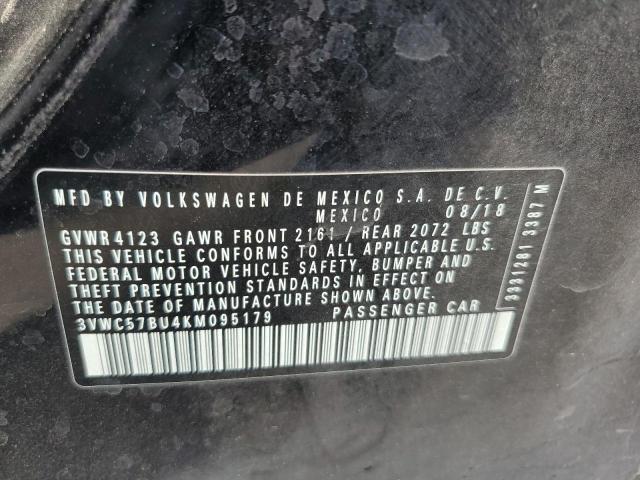 MFD BY VOLKSWAGEN DE MEXICO S.A. DE C.V.
MEXICO 08/18
GVWR 4123 GAWR FRONT 2161 / REAR 2072 LBS
THIS VEHICLE CONFORMS TO ALL APPLICABLE U.S.
FEDERAL MOTOR VEHICLE SAFETY, BUMPER AND
THEFT PREVENTION STANDARDS IN EFFECT ON
THE DATE OF MANUFACTURE SHOWN ABOVE.
3VWC57BU4KM095179 PASSENGER CAR
3331281 3387 M